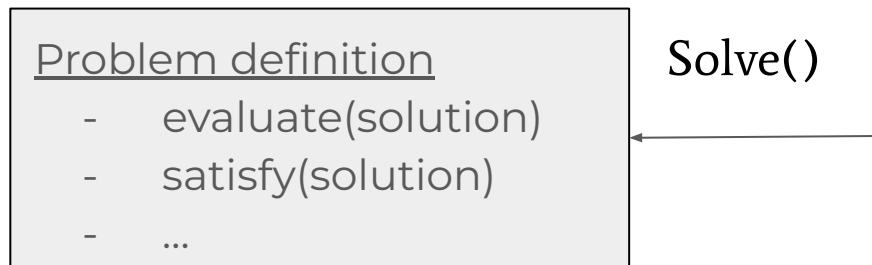 Problem definition
Solve()
- evaluate(solution)
- satisfy(solution)
- ...